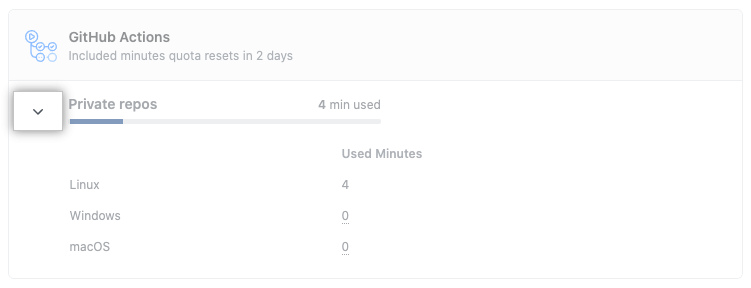 GitHub Actions
Included minutes quota resets in 2 days
Private repos 4 min used
Used Minutes
Linux 4
Windows 0
macOS 0